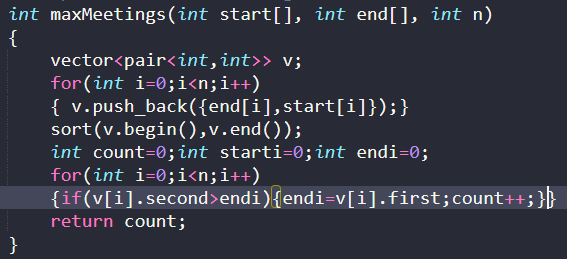 int maxMeetings(int start[], int end[], int n)
{
    vector<pair<int,int>> v;
    for(int i=0;i<n;i++)
    { v.push_back({end[i],start[i]});}
    sort(v.begin(),v.end());
    int count=0;int starti=0;int endi=0;
    for(int i=0;i<n;i++)
    {if(v[i].second>endi){endi=v[i].first;count++;}}
    return count;
}